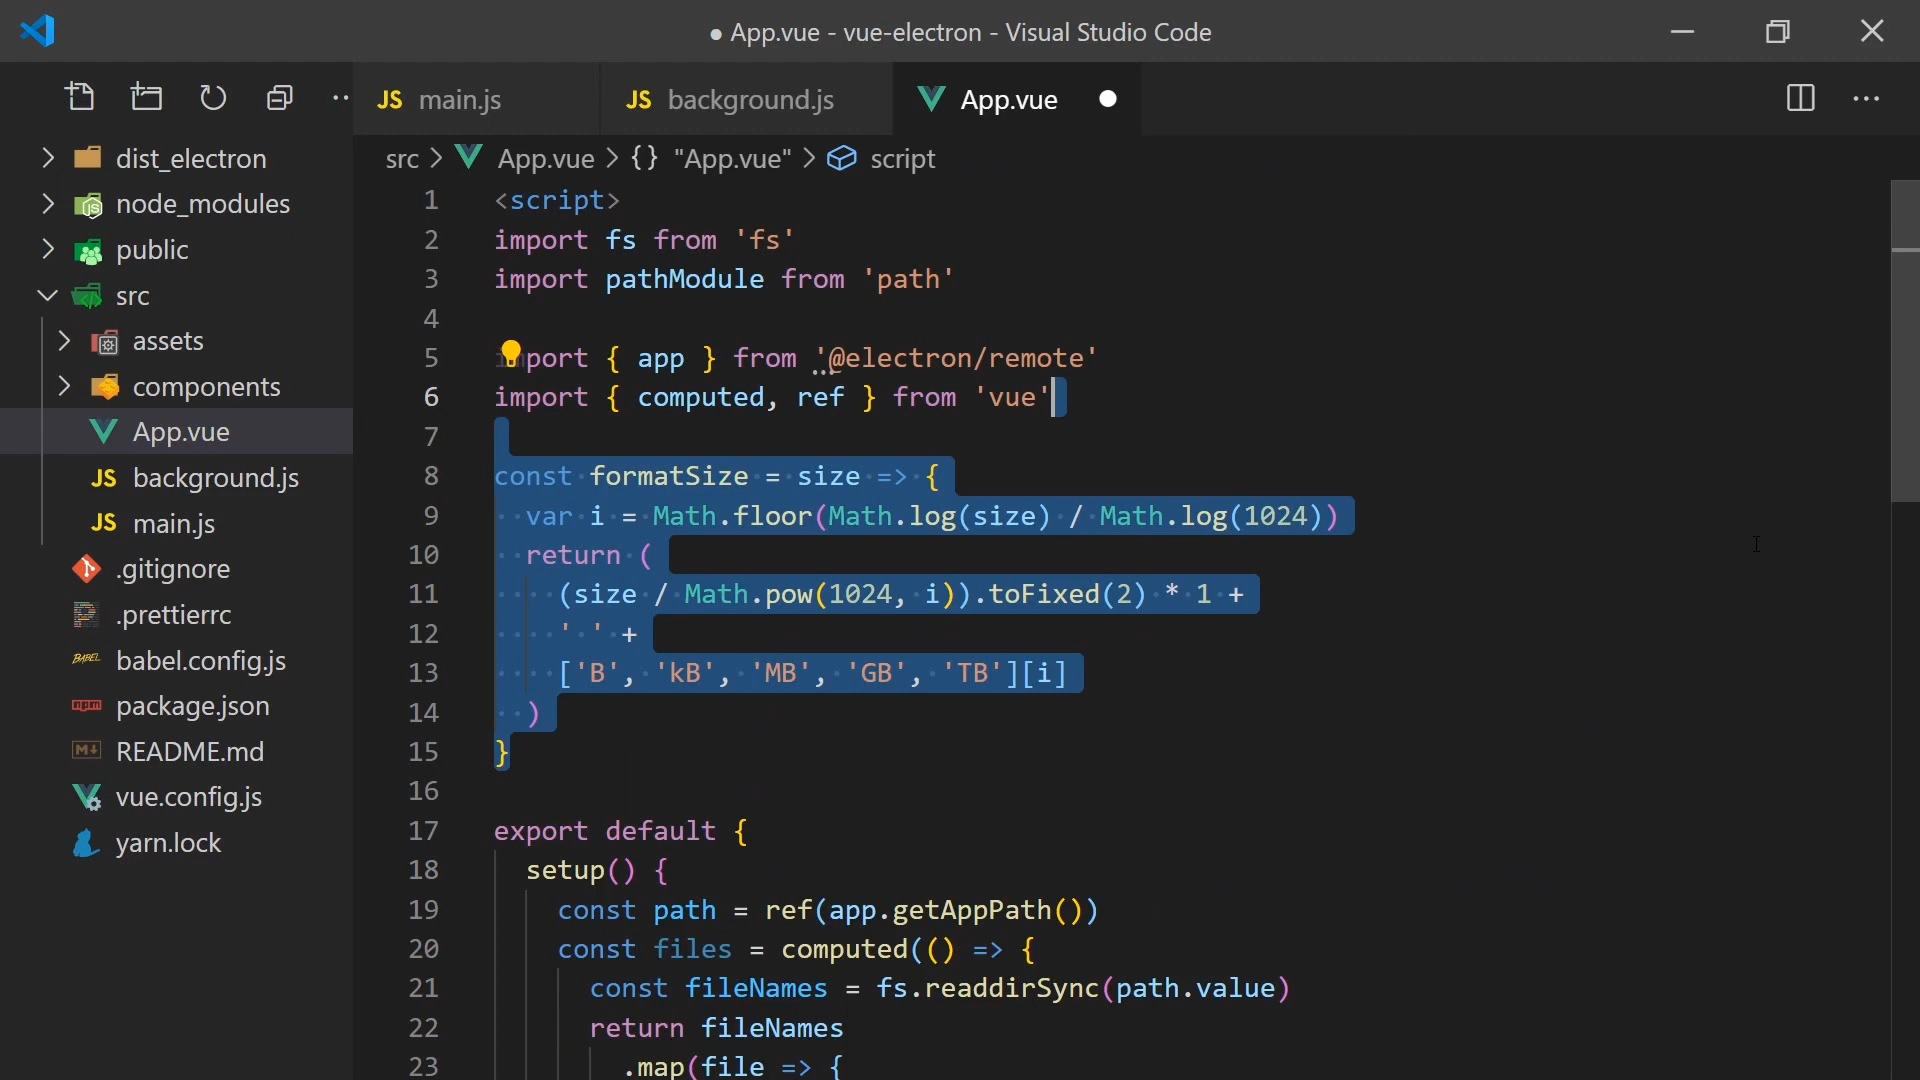 ● App.vue - vue-electron - Visual Studio Code
JS main.js
JS background.js
App.vue
src > App.vue > {} "App.vue" > script
dist_electron
node_modules
public
src
assets
components
App.vue
JS background.js
JS main.js
.gitignore
.prettierrc
BABEL babel.config.js
npm package.json
M README.md
vue.config.js
yarn.lock
1 <script>
2 import fs from 'fs'
3 import pathModule from 'path'
4
5 import { app } from '@electron/remote'
6 import { computed, ref } from 'vue'
7
8 const formatSize = size => {
9 var i = Math.floor(Math.log(size) / Math.log(1024))
10 return (
11 (size / Math.pow(1024, i)).toFixed(2) * 1 +
12 ' ' +
13 ['B', 'kB', 'MB', 'GB', 'TB'][i]
14 )
15 }
16
17 export default {
18 setup() {
19 const path = ref(app.getAppPath())
20 const files = computed(() => {
21 const fileNames = fs.readdirSync(path.value)
22 return fileNames
23 .map(file => {